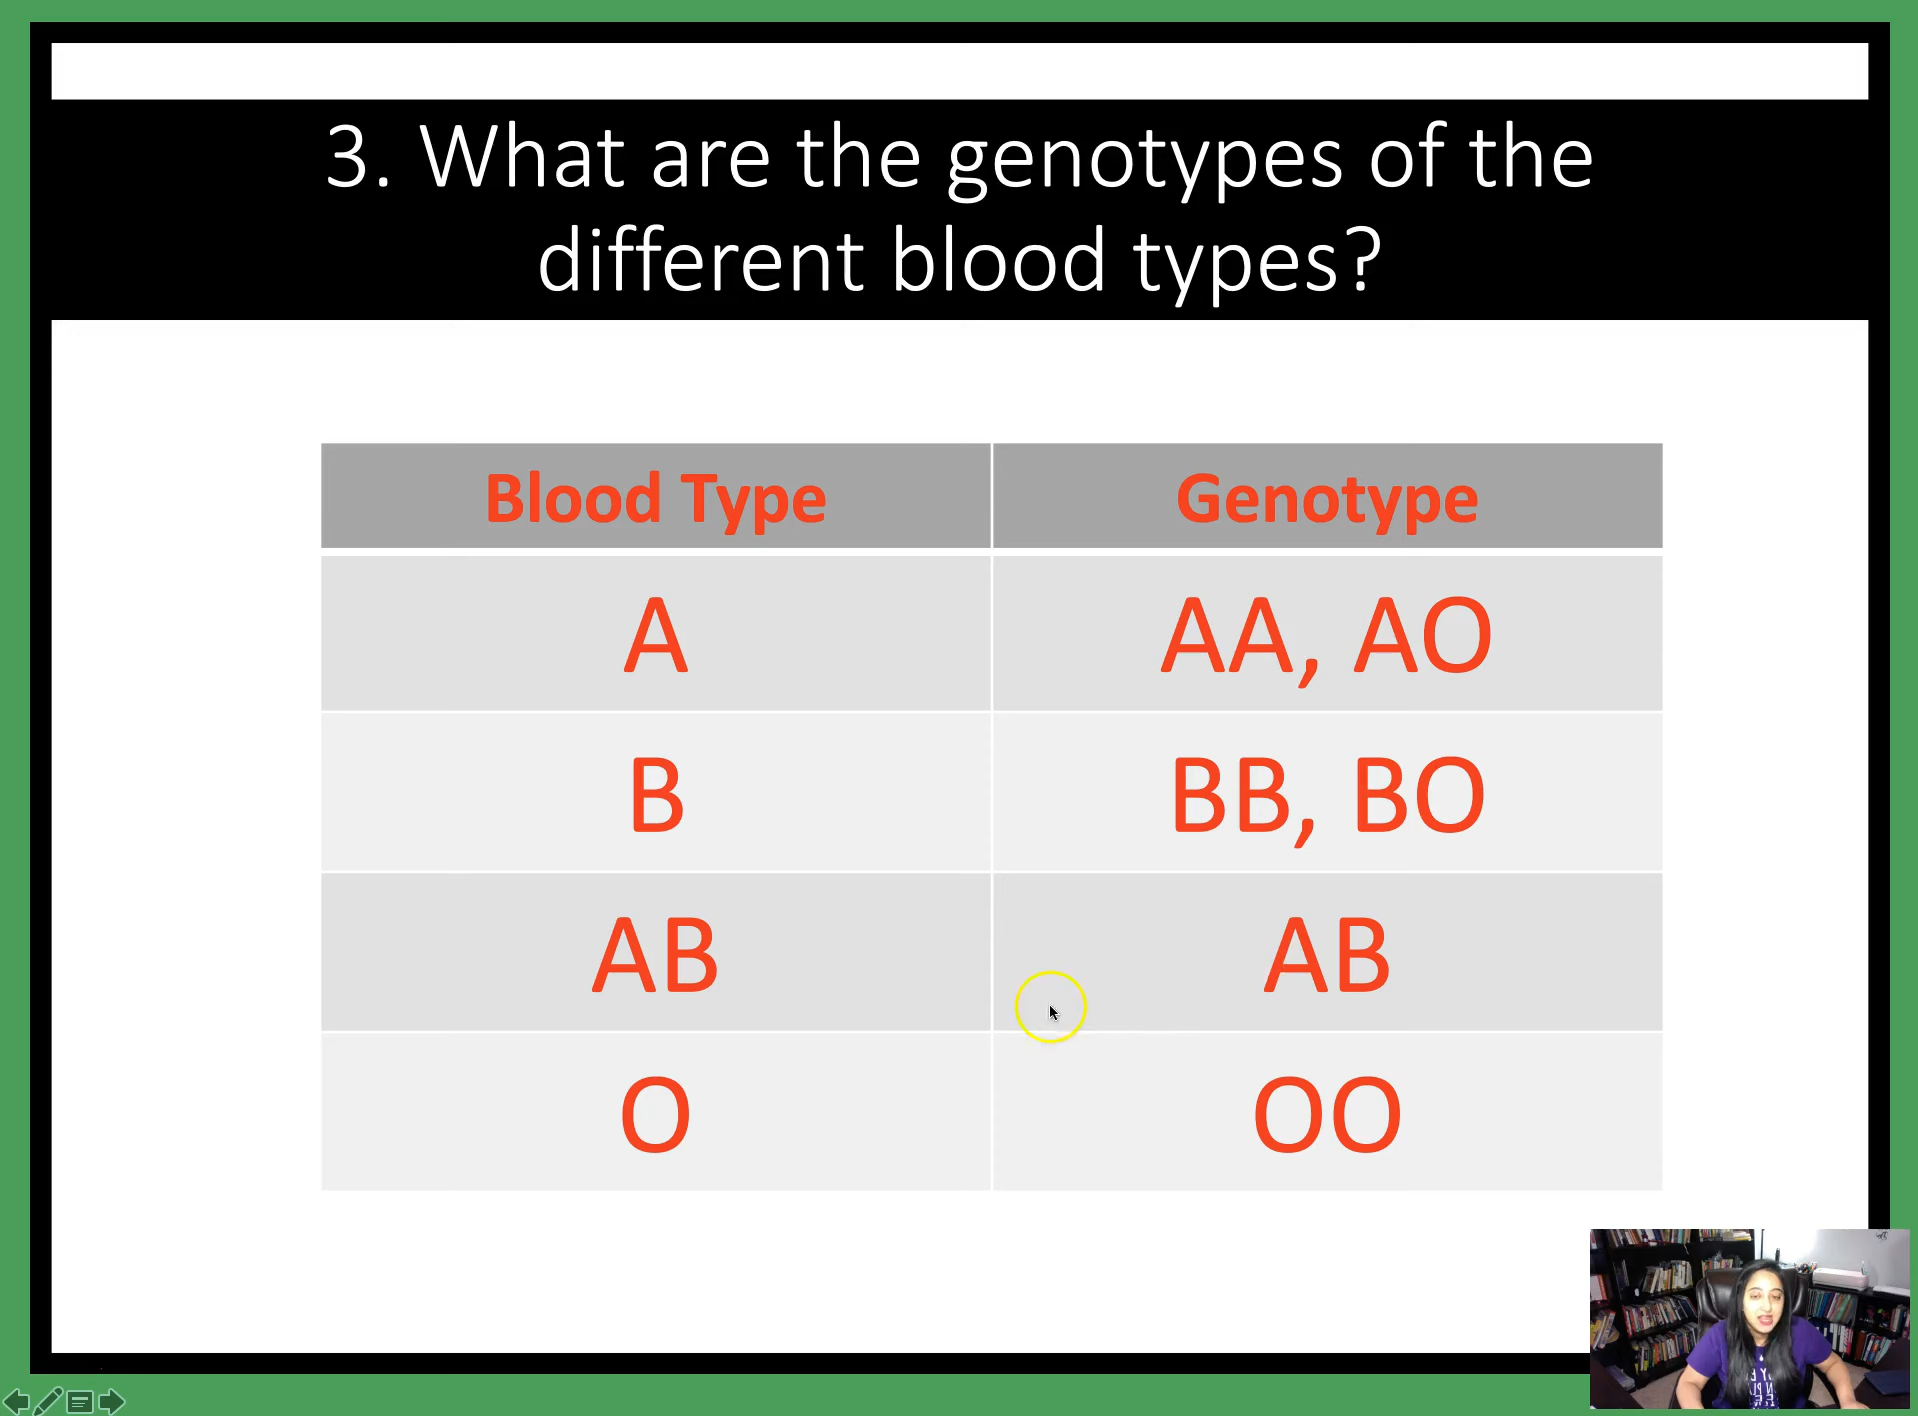 3. What are the genotypes of the
different blood types?
Blood Type Genotype
A AA, AO
B BB, BO
AB AB
O OO